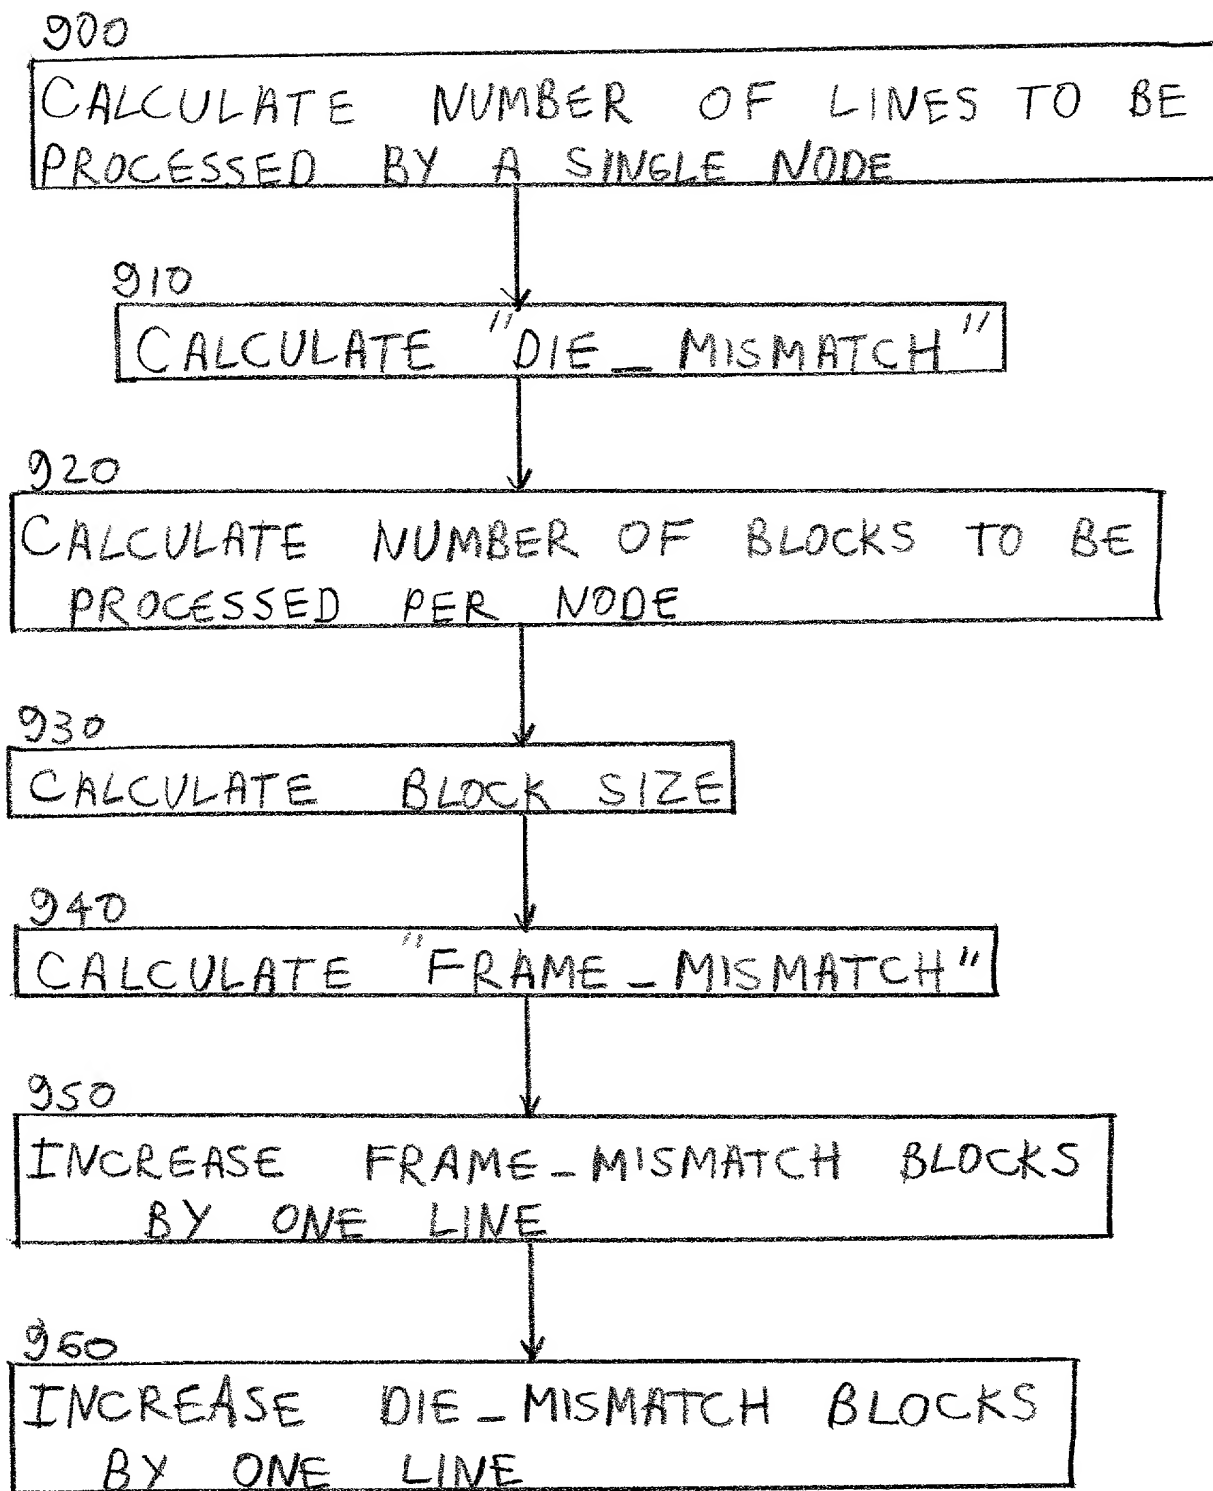 900
CALCULATE NUMBER OF LINES TO BE
PROCESSED BY A SINGLE NODE
910
CALCULATE "DIE_MISMATCH"
920
CALCULATE NUMBER OF BLOCKS TO BE
PROCESSED PER NODE
930
CALCULATE BLOCK SIZE
940
CALCULATE "FRAME_MISMATCH"
950
INCREASE FRAME_MISMATCH BLOCKS
BY ONE LINE
960
INCREASE DIE_MISMATCH BLOCKS
BY ONE LINE